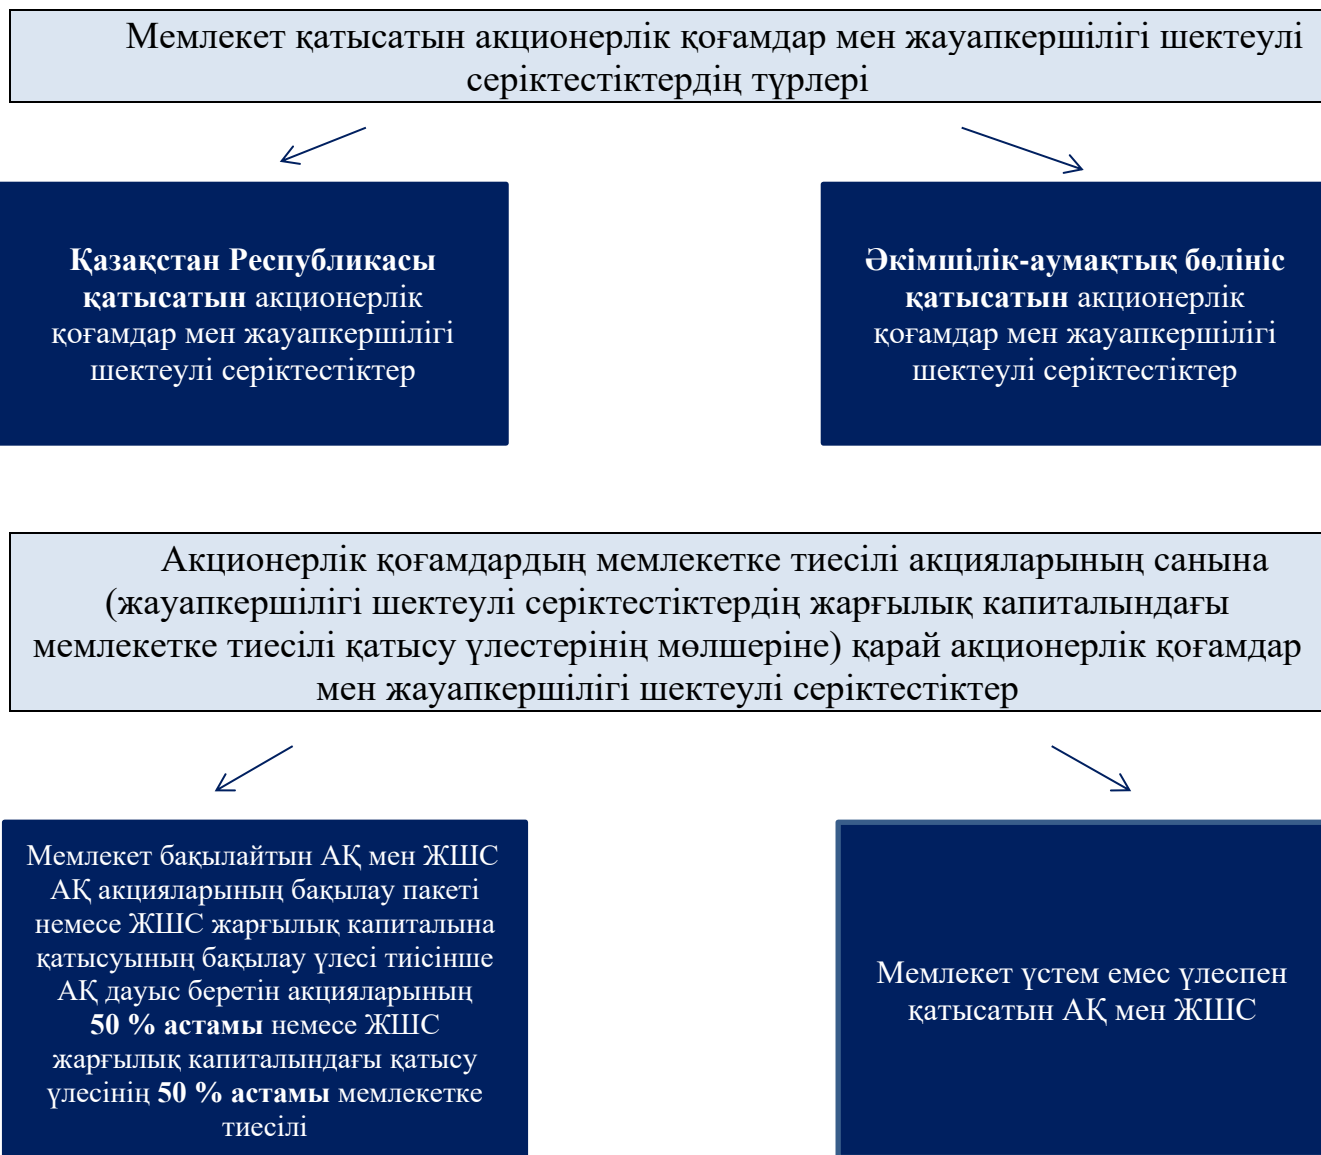 Мемлекет қатысатын акционерлік қоғамдар мен жауапкершілігі шектеулі
серіктестіктердің түрлері
Қазақстан Республикасы
қатысатын акционерлік
қоғамдар мен жауапкершілігі
шектеулі серіктестіктер
Әкімшілік-аумақтық бөлініс
қатысатын акционерлік
қоғамдар мен жауапкершілігі
шектеулі серіктестіктер
Акционерлік қоғамдардың мемлекетке тиесілі акцияларының санына
(жауапкершілігі шектеулі серіктестіктердің жарғылық капиталындағы
мемлекетке тиесілі қатысу үлестерінің мөлшеріне) қарай акционерлік қоғамдар
мен жауапкершілігі шектеулі серіктестіктер
Мемлекет бақылайтын АҚ мен ЖШС
АҚ акцияларының бақылау пакеті
немесе ЖШС жарғылық капиталына
қатысуының бақылау үлесі тиісінше
АҚ дауыс беретін акцияларының
50 % астамы немесе ЖШС
жарғылық капиталындағы қатысу
үлесінің 50 % астамы мемлекетке
тиесілі
Мемлекет үстем емес үлеспен
қатысатын АҚ мен ЖШС